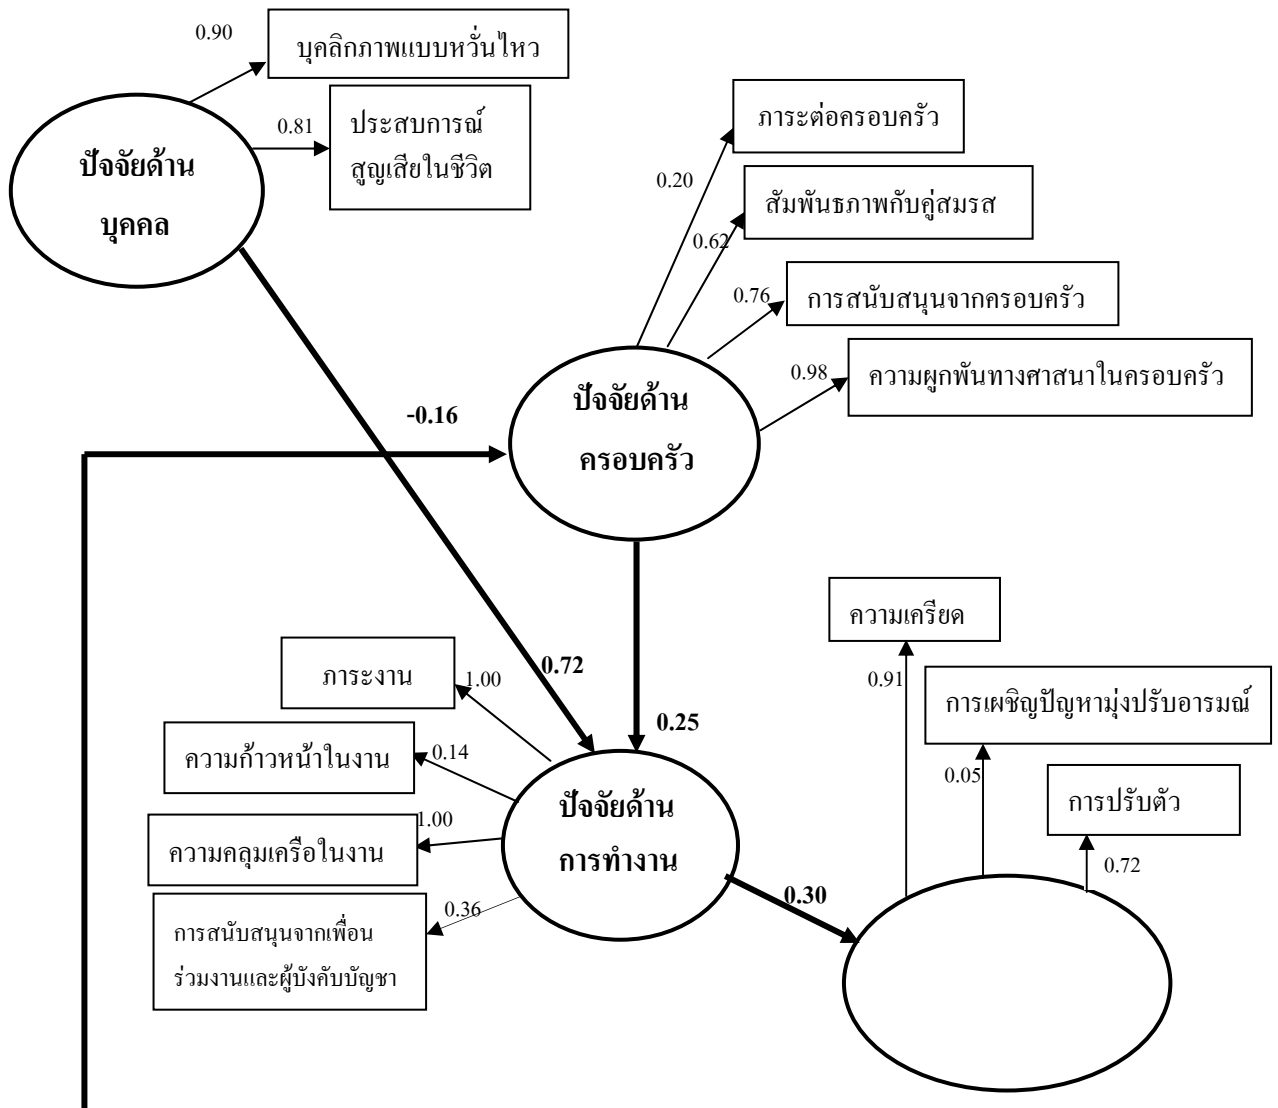 0.90
บุคลิกภาพแบบหวั่นไหว
0.81
ประสบการณ์
สูญเสียในชีวิต
ปัจจัยด้าน
บุคคล
ภาระต่อครอบครัว
0.20
สัมพันธภาพกับคู่สมรส
0.62
0.76
การสนับสนุนจากครอบครัว
0.98
ความผูกพันทางศาสนาในครอบครัว
ปัจจัยด้าน
ครอบครัว
-0.16
ความเครียด
0.91
0.72
ภาระงาน
1.00
0.25
การเผชิญปัญหามุ่งปรับอารมณ์
0.05
ความก้าวหน้าในงาน
0.14
การปรับตัว
0.72
ปัจจัยด้าน
การทำงาน
1.00
ความคลุมเครือในงาน
0.30
0.36
การสนับสนุนจากเพื่อน
ร่วมงานและผู้บังคับบัญชา